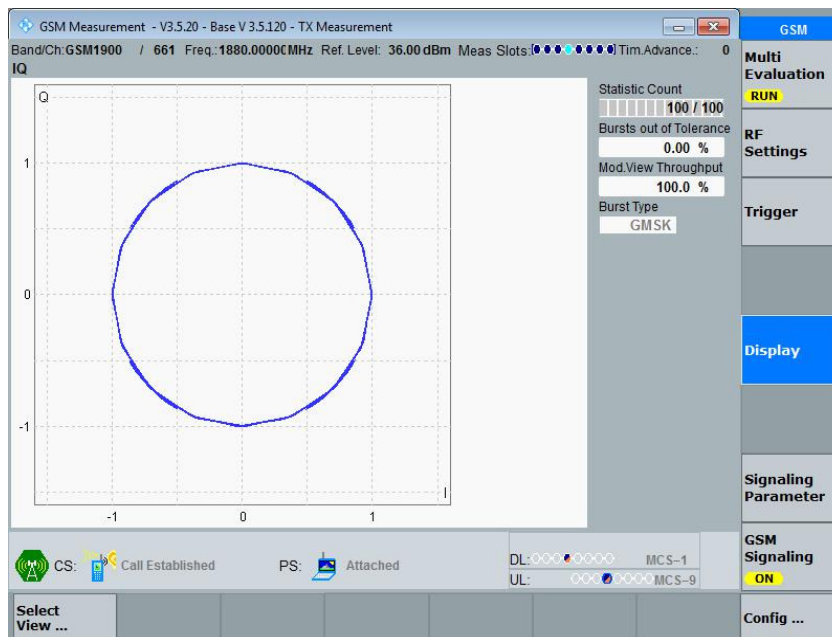 GSM Measurement - V3.5.20 - Base V 3.5.120 - TX Measurement
GSM
Band/Ch:GSM1900 / 661 Freq.:1880.0000 MHz Ref. Level: 36.00 dBm Meas Slots: Tim.Advance.: 0
IQ
Multi
Evaluation
RUN
Statistic Count
100 / 100
Bursts out of Tolerance
0.00 %
Mod.View Throughput
100.0 %
Burst Type
GMSK
RF
Settings
Trigger
Display
Q
1
0
-1
I
-1 0 1
Signaling
Parameter
GSM
Signaling
ON
CS: Call Established PS: Attached
DL: MCS-1
UL: MCS-9
Select
View ...
Config ...